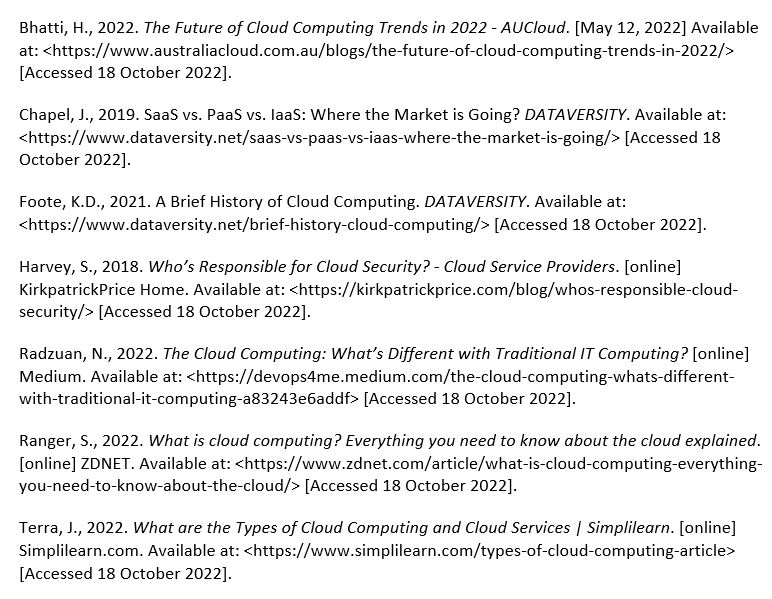 Bhatti, H., 2022. The Future of Cloud Computing Trends in 2022 - AUCloud. [May 12, 2022] Available
at: <https://www.australiacloud.com.au/blogs/the-future-of-cloud-computing-trends-in-2022/>
[Accessed 18 October 2022].
Chapel, J., 2019. SaaS vs. PaaS vs. IaaS: Where the Market is Going? DATAVERSITY. Available at:
<https://www.dataversity.net/saas-vs-paas-vs-iaas-where-the-market-is-going/> [Accessed 18
October 2022].
Foote, K.D., 2021. A Brief History of Cloud Computing. DATAVERSITY. Available at:
<https://www.dataversity.net/brief-history-cloud-computing/> [Accessed 18 October 2022].
Harvey, S., 2018. Who’s Responsible for Cloud Security? - Cloud Service Providers. [online]
KirkpatrickPrice Home. Available at: <https://kirkpatrickprice.com/blog/whos-responsible-cloud-
security/> [Accessed 18 October 2022].
Radzuan, N., 2022. The Cloud Computing: What’s Different with Traditional IT Computing? [online]
Medium. Available at: <https://devops4me.medium.com/the-cloud-computing-whats-different-
with-traditional-it-computing-a83243e6addf> [Accessed 18 October 2022].
Ranger, S., 2022. What is cloud computing? Everything you need to know about the cloud explained.
[online] ZDNET. Available at: <https://www.zdnet.com/article/what-is-cloud-computing-everything-
you-need-to-know-about-the-cloud/> [Accessed 18 October 2022].
Terra, J., 2022. What are the Types of Cloud Computing and Cloud Services | Simplilearn. [online]
Simplilearn.com. Available at: <https://www.simplilearn.com/types-of-cloud-computing-article>
[Accessed 18 October 2022].